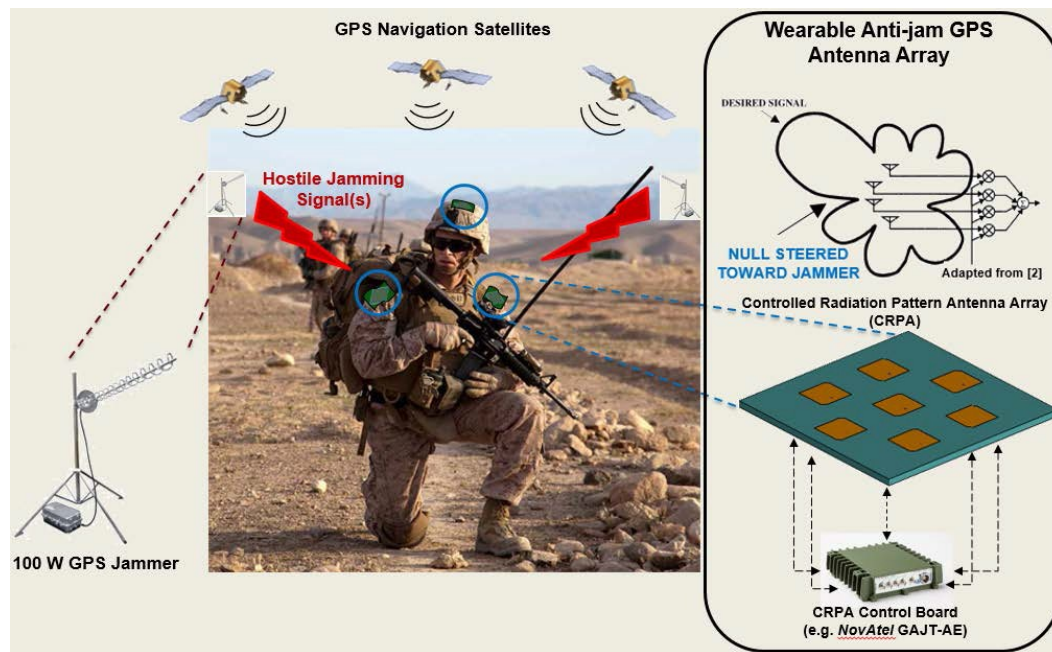 GPS Navigation Satellites
Hostile Jamming
Signal(s)
100 W GPS Jammer
Wearable Anti-jam GPS
Antenna Array
DESIRED SIGNAL
Σ
NULL STEERED
TOWARD JAMMER
Adapted from [2]
Controlled Radiation Pattern Antenna Array
(CRPA)
CRPA Control Board
(e.g. NovAtel GAJT-AE)